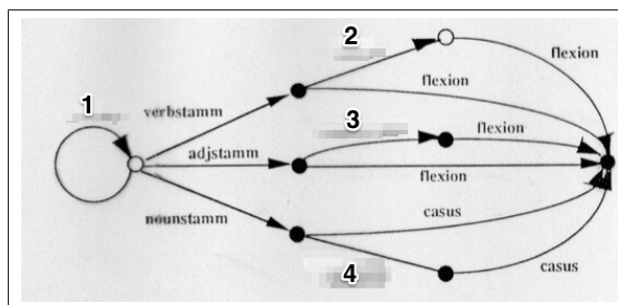 2
flexion
1
flexion
verbstamm
3
flexion
adjstamm
flexion
nounstamm
casus
4
casus